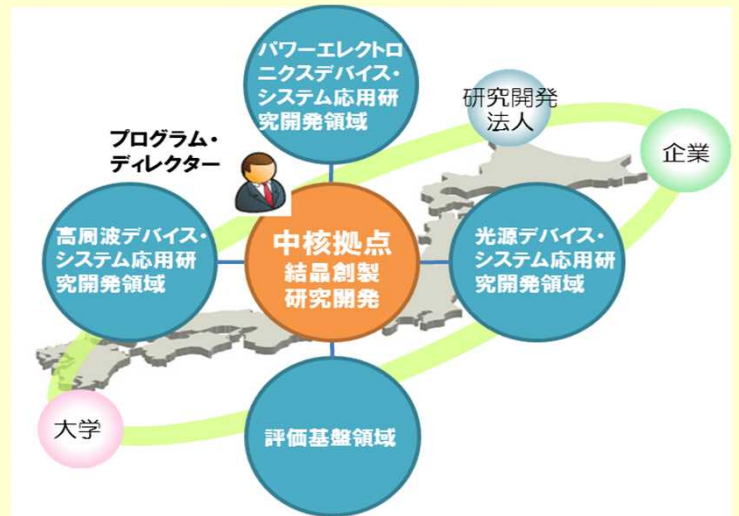 パワーエレクトロ
ニクスデバイス・
システム応用研
究開発領域
研究開発
法人
企業
プログラム・
ディレクター
高周波デバイス・
システム応用研
究開発領域
中核拠点
結晶創製
研究開発
光源デバイス・
システム応用研
究開発領域
大学
評価基盤領域